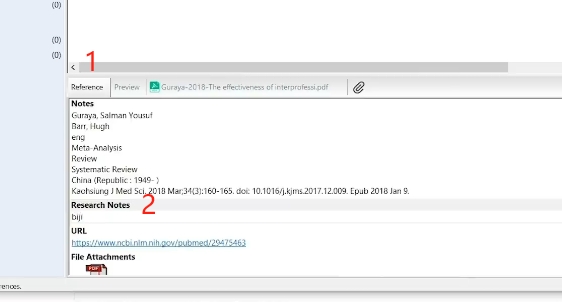 (0)
(0)
(0)
1
Reference Preview Guraya-2018-The effectiveness of interprofessi.pdf
Notes
Guraya, Salman Yousuf
Barr, Hugh
eng
Meta-Analysis
Review
Systematic Review
China (Republic : 1949- )
Kaohsiung J Med Sci. 2018 Mar;34(3):160-165. doi: 10.1016/j.kjms.2017.12.009. Epub 2018 Jan 9.
Research Notes 2
biji
URL
https://www.ncbi.nlm.nih.gov/pubmed/29475463
File Attachments
PDF
rences.